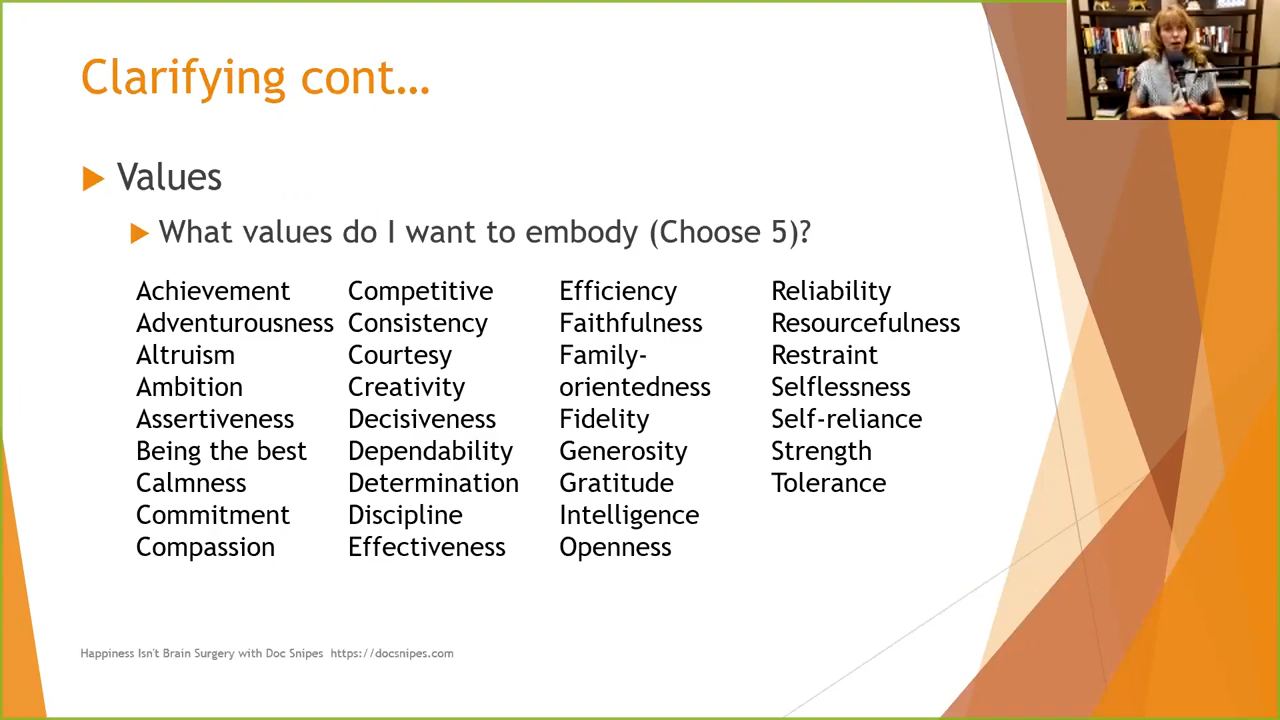 Clarifying cont…
Values
What values do I want to embody (Choose 5)?
Achievement
Adventurousness
Altruism
Ambition
Assertiveness
Being the best
Calmness
Commitment
Compassion
Competitive
Consistency
Courtesy
Creativity
Decisiveness
Dependability
Determination
Discipline
Effectiveness
Efficiency
Faithfulness
Family-
orientedness
Fidelity
Generosity
Gratitude
Intelligence
Openness
Reliability
Resourcefulness
Restraint
Selflessness
Self-reliance
Strength
Tolerance
Happiness Isn't Brain Surgery with Doc Snipes https://docsnipes.com